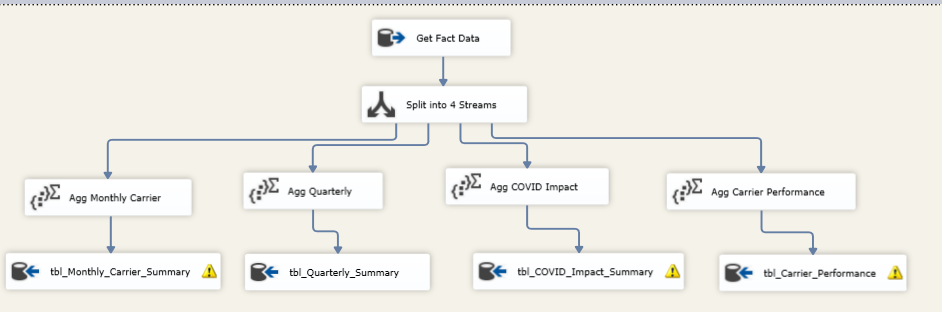 Get Fact Data
Split into 4 Streams
Agg Monthly Carrier
Agg Quarterly
Agg COVID Impact
Agg Carrier Performance
tbl_Monthly_Carrier_Summary
tbl_Quarterly_Summary
tbl_COVID_Impact_Summary
tbl_Carrier_Performance